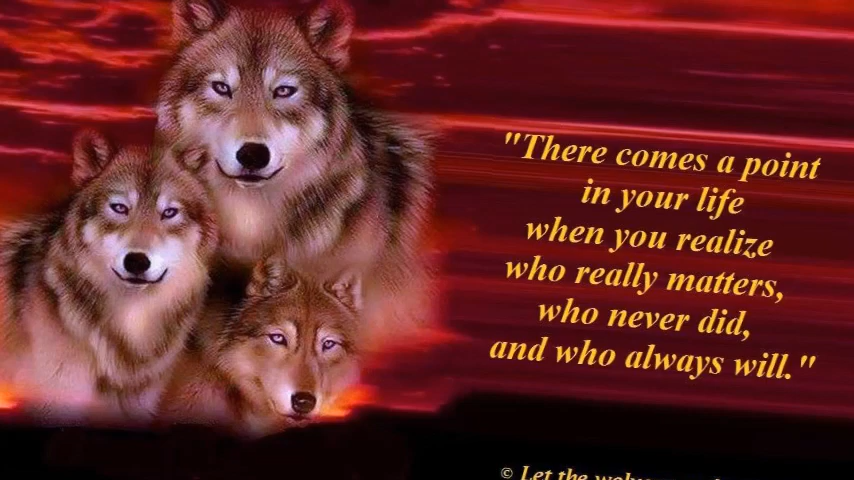 "There comes a point
in your life
when you realize
who really matters,
who never did,
and who always will."
© Let the